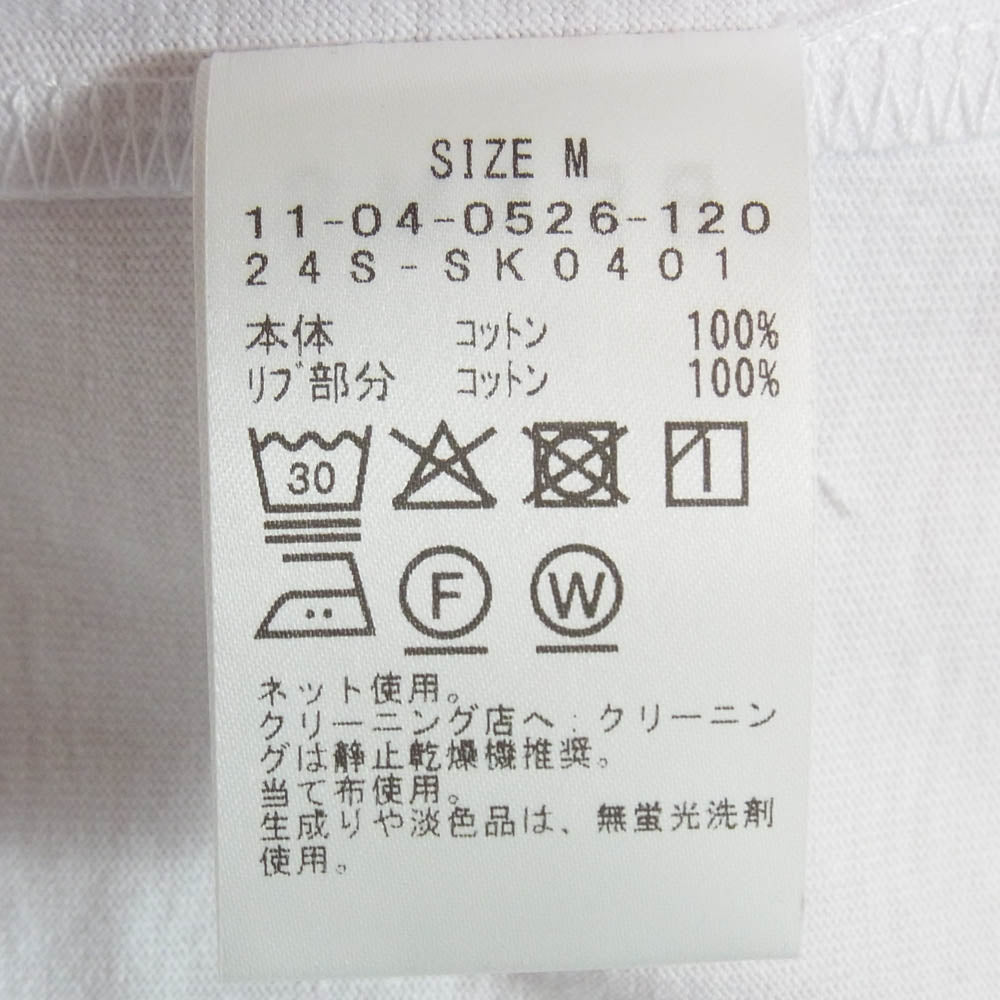 SIZE M
11-04-0526-120
24S-SK0401
本体 コットン 100%
リブ部分 コットン 100%
30
F W
ネット使用。
クリーニング店へ:クリーニン
グは静止乾燥機推奨。
当て布使用。
生成りや淡色品は、無蛍光洗剤
使用。